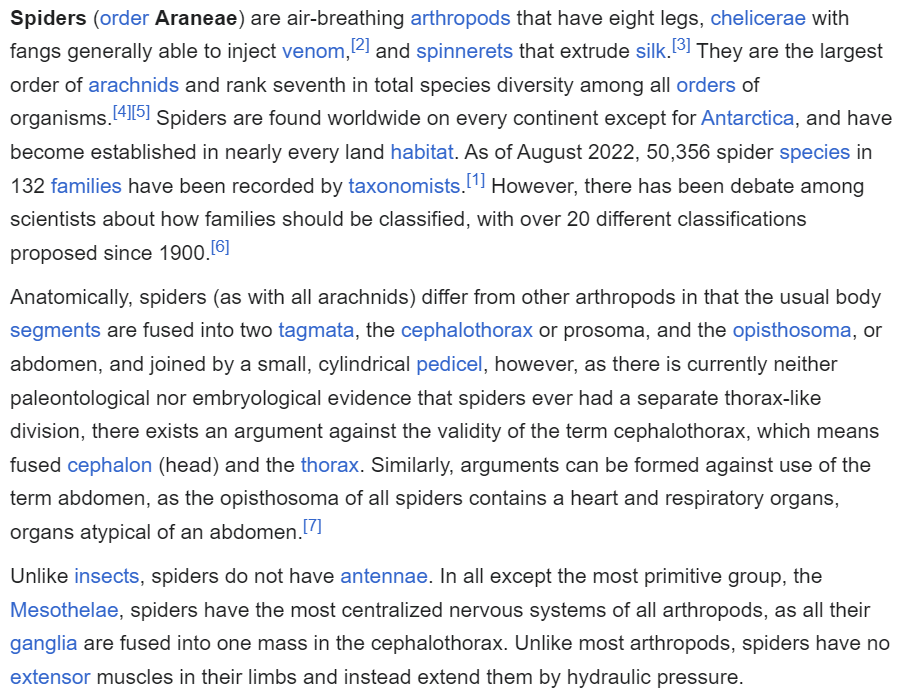 Spiders (order Araneae) are air-breathing arthropods that have eight legs, chelicerae with
fangs generally able to inject venom,[2] and spinnerets that extrude silk.[3] They are the largest
order of arachnids and rank seventh in total species diversity among all orders of
organisms.[4][5] Spiders are found worldwide on every continent except for Antarctica, and have
become established in nearly every land habitat. As of August 2022, 50,356 spider species in
132 families have been recorded by taxonomists.[1] However, there has been debate among
scientists about how families should be classified, with over 20 different classifications
proposed since 1900.[6]
Anatomically, spiders (as with all arachnids) differ from other arthropods in that the usual body
segments are fused into two tagmata, the cephalothorax or prosoma, and the opisthosoma, or
abdomen, and joined by a small, cylindrical pedicel, however, as there is currently neither
paleontological nor embryological evidence that spiders ever had a separate thorax-like
division, there exists an argument against the validity of the term cephalothorax, which means
fused cephalon (head) and the thorax. Similarly, arguments can be formed against use of the
term abdomen, as the opisthosoma of all spiders contains a heart and respiratory organs,
organs atypical of an abdomen.[7]
Unlike insects, spiders do not have antennae. In all except the most primitive group, the
Mesothelae, spiders have the most centralized nervous systems of all arthropods, as all their
ganglia are fused into one mass in the cephalothorax. Unlike most arthropods, spiders have no
extensor muscles in their limbs and instead extend them by hydraulic pressure.